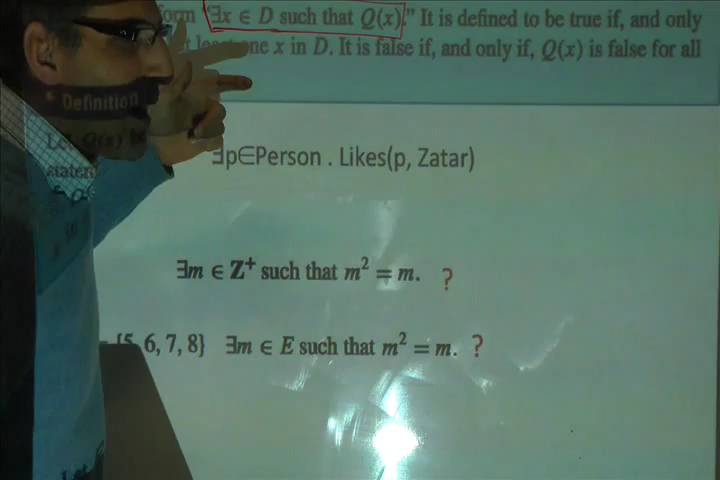 form "∃x ∈ D such that Q(x)." It is defined to be true if, and only
one x in D. It is false if, and only if, Q(x) is false for all
Definition
Let Q(x) be
∃p∈Person . Likes(p, Zatar)
∃m ∈ Z⁺ such that m² = m. ?
= {5, 6, 7, 8} ∃m ∈ E such that m² = m. ?